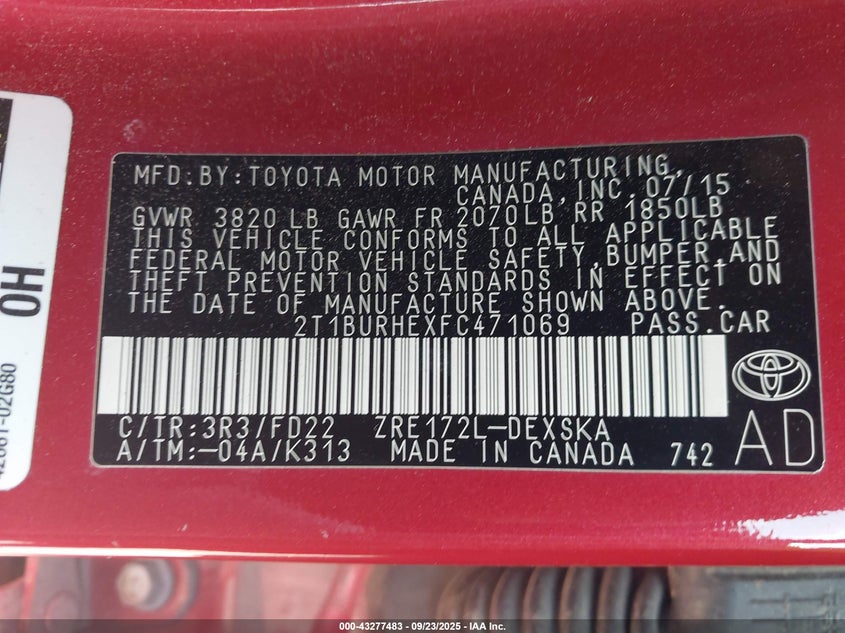 MFD.BY:TOYOTA MOTOR MANUFACTURING,
CANADA,INC.07/15
GVWR 3820LB GAWR FR 2070LB RR 1850LB
THIS VEHICLE CONFORMS TO ALL APPLICABLE
FEDERAL MOTOR VEHICLE SAFETY,BUMPER,AND
THEFT PREVENTION STANDARDS IN EFFECT ON
THE DATE OF MANUFACTURE SHOWN ABOVE.
2T1BURHEXFC471069 PASS.CAR
C/TR:3R3/FD22 ZRE172L-DEXSKA
A/TM:-04A/K313 MADE IN CANADA 742
AD
OH
42661-02G80
000-43277483 - 09/23/2025 - IAA Inc.